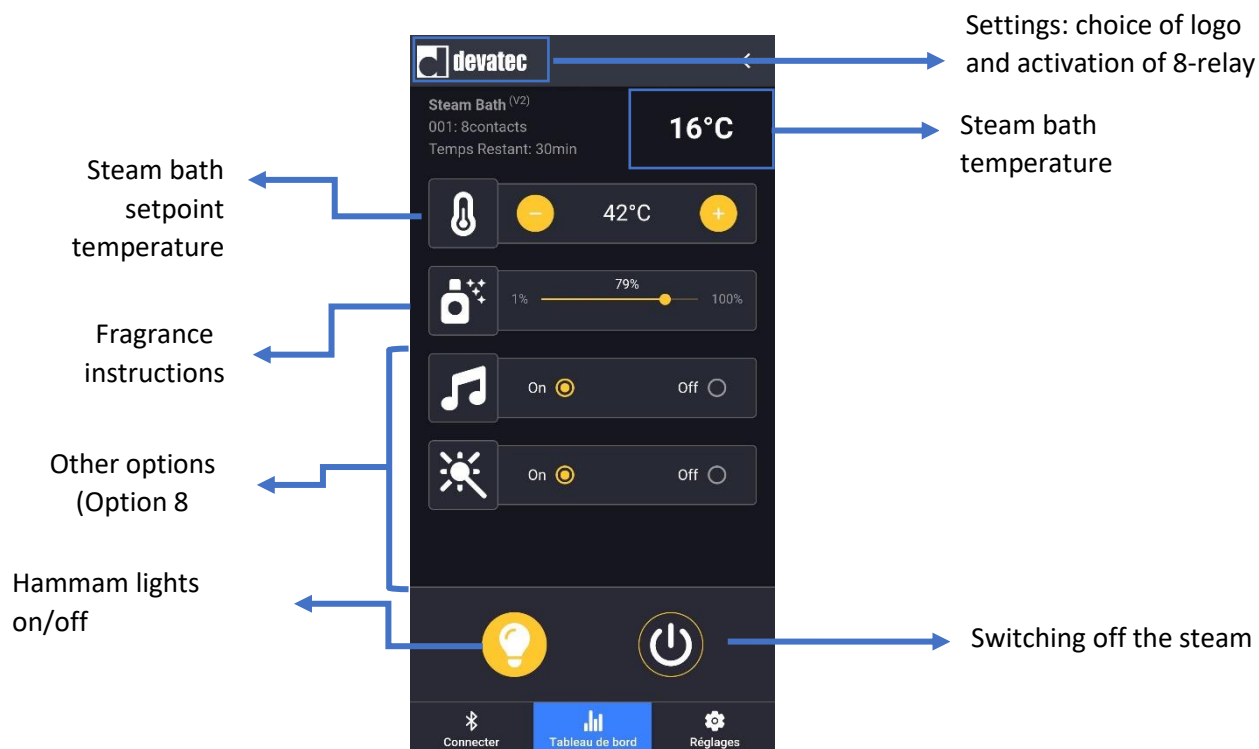 Settings: choice of logo
and activation of 8-relay
devatec
Steam Bath (V2)
001: 8contacts
Temps Restant: 30min
16°C
Steam bath
temperature
Steam bath
setpoint
temperature
42°C
79%
1%
100%
Fragrance
instructions
On
Off
Other options
(Option 8
On
Off
Hammam lights
on/off
Switching off the steam
Connecter
Tableau de bord
Réglages